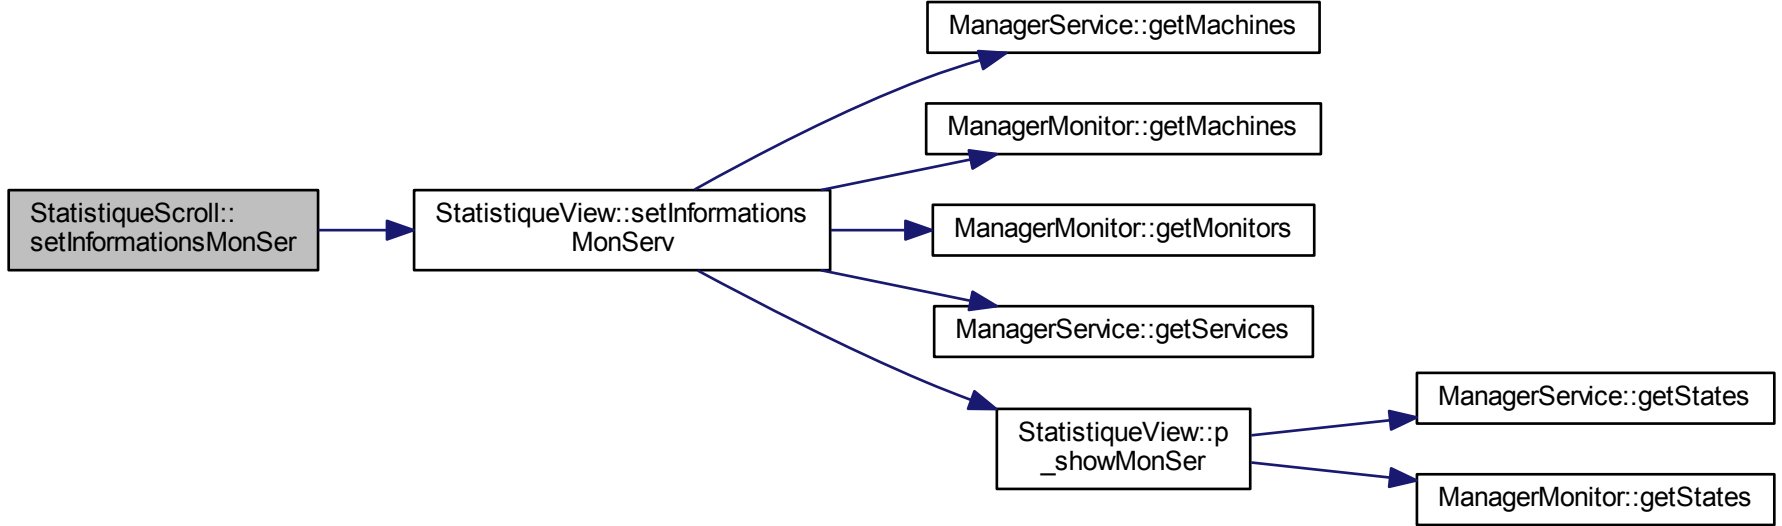 StatistiqueScroll::
setInformationsMonSer
StatistiqueView::setInformations
MonServ
ManagerService::getMachines
ManagerMonitor::getMachines
ManagerMonitor::getMonitors
ManagerService::getServices
StatistiqueView::p
_showMonSer
ManagerService::getStates
ManagerMonitor::getStates